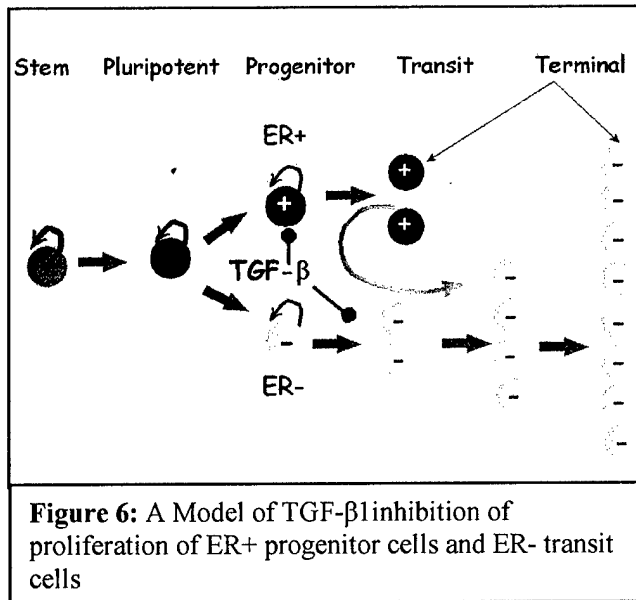 Stem Pluripotent Progenitor Transit Terminal
ER+
+ +
+
TGF-β
- - - -
ER-
- - - - - - - - - -
Figure 6: A Model of TGF-β1inhibition of
proliferation of ER+ progenitor cells and ER- transit
cells